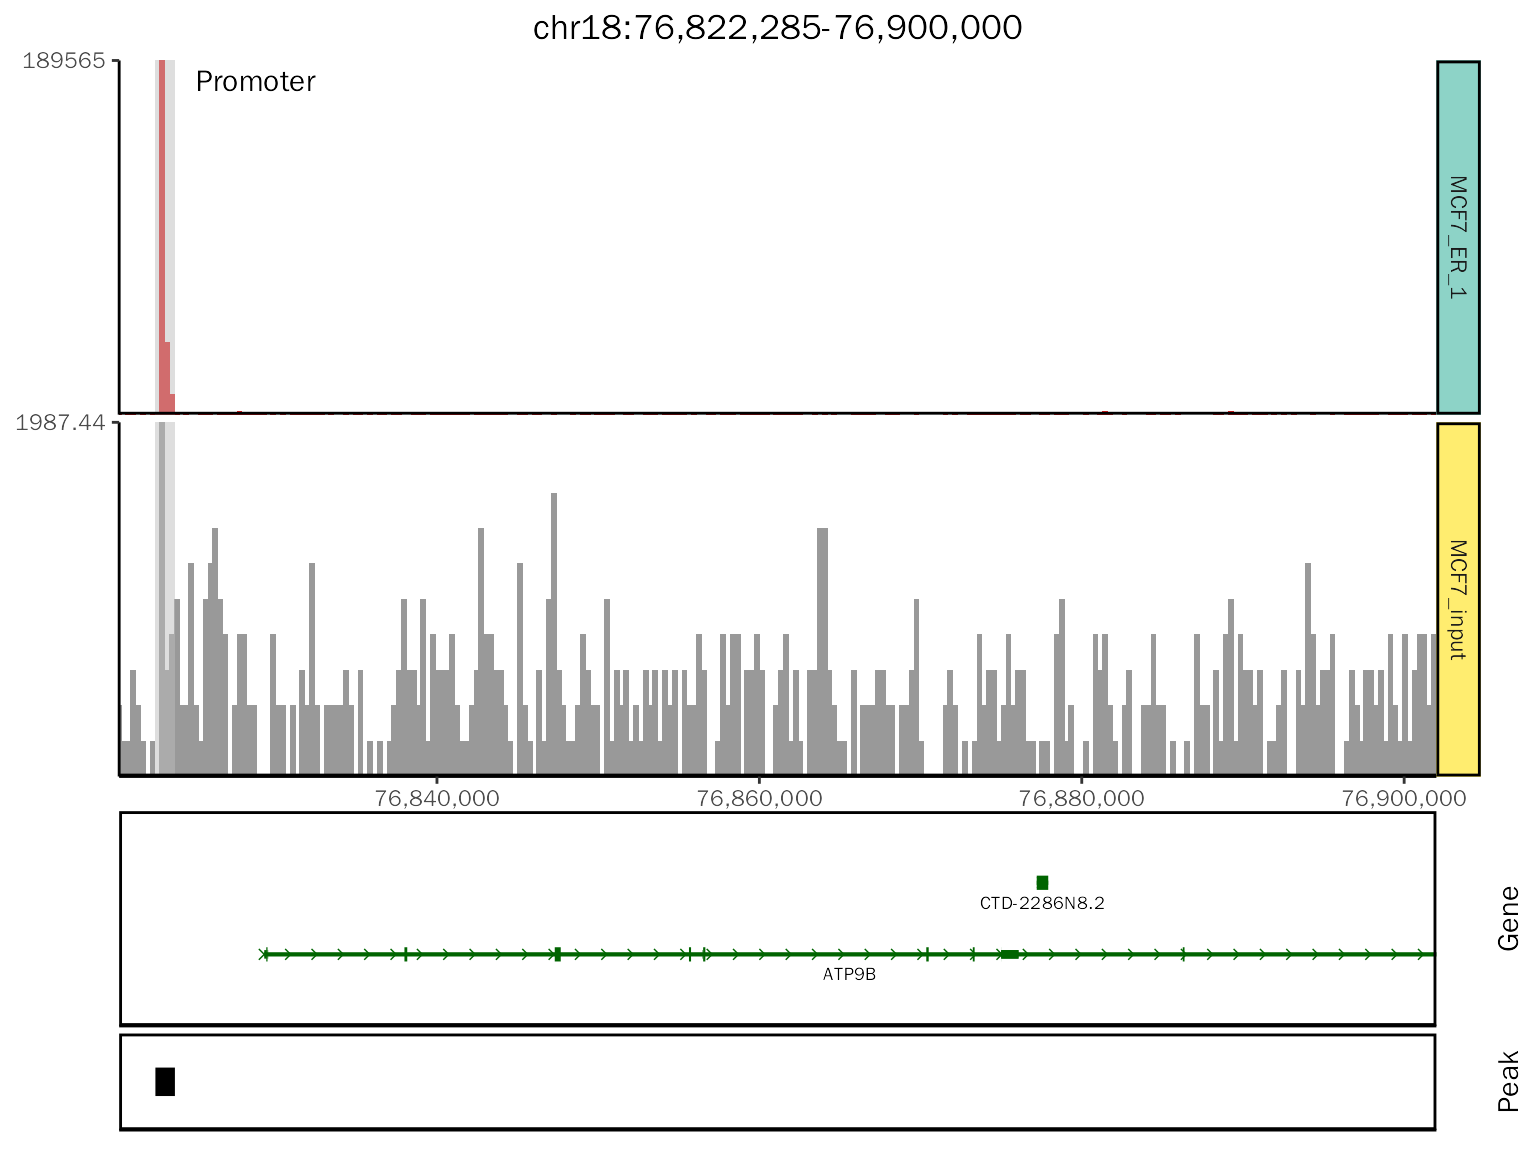 chr18:76,822,285-76,900,000
189565
Promoter
MCF7_ER_1
1987.44
MCF7_input
76,840,000
76,860,000
76,880,000
76,900,000
CTD-2286N8.2
ATP9B
Gene
Peak